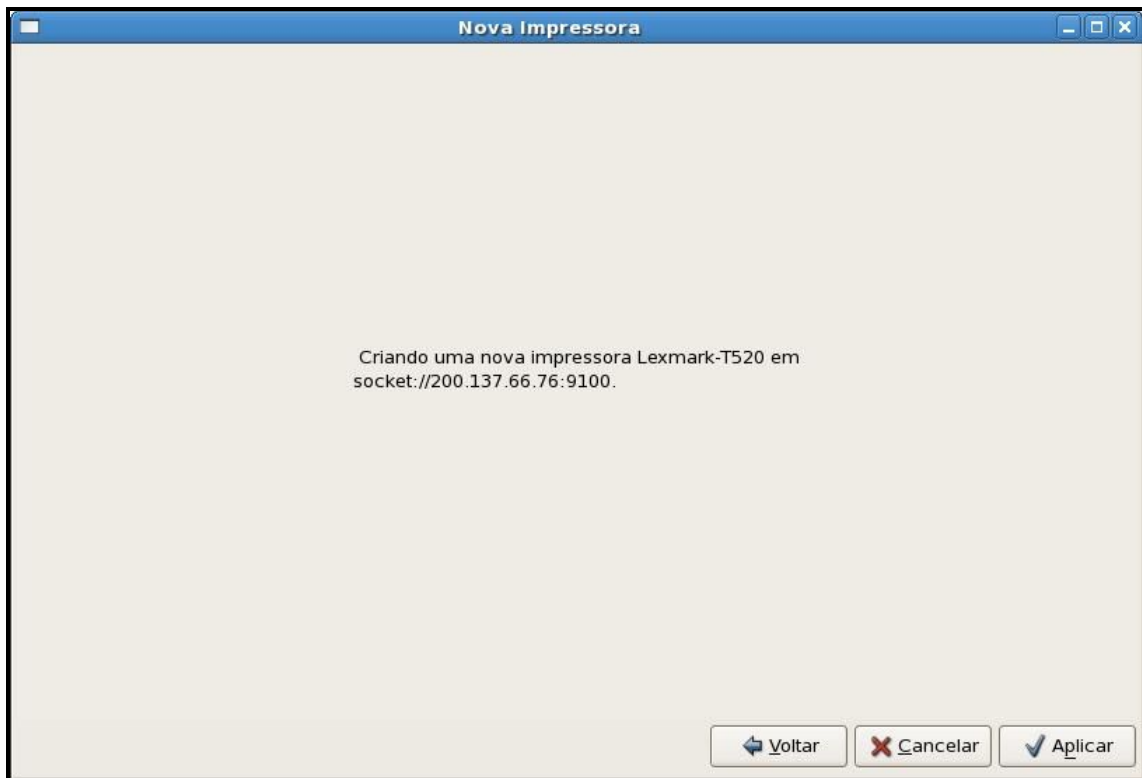 Nova Impressora
Criando uma nova impressora Lexmark-T520 em
socket://200.137.66.76:9100.
Voltar
Cancelar
Aplicar